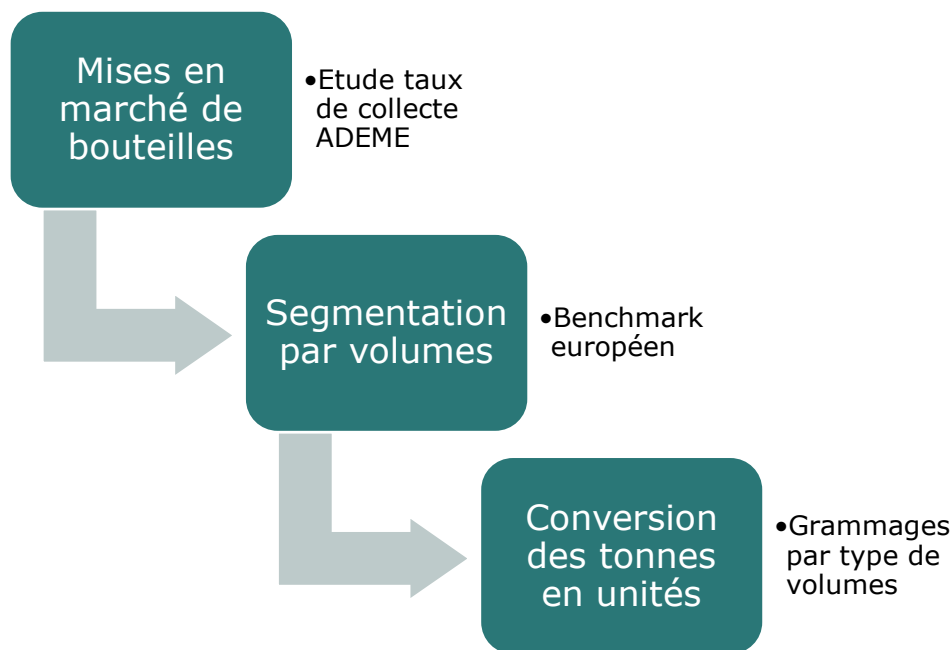 Mises en
marché de
bouteilles
•Etude taux
de collecte
ADEME
Segmentation
par volumes
•Benchmark
européen
Conversion
des tonnes
en unités
•Grammages
par type de
volumes